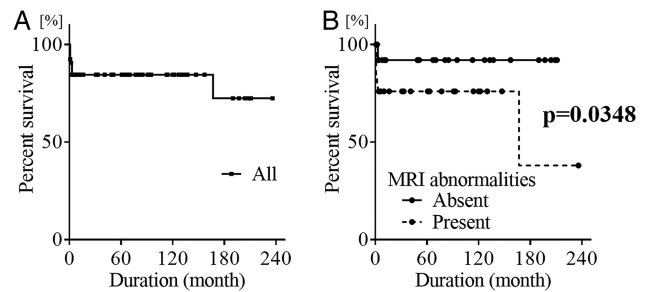 A
[%]
100
50
0
Percent survival
All
0 60 120 180 240
Duration (month)
B
[%]
100
50
0
Percent survival
p=0.0348
MRI abnormalities
Absent
Present
0 60 120 180 240
Duration (month)